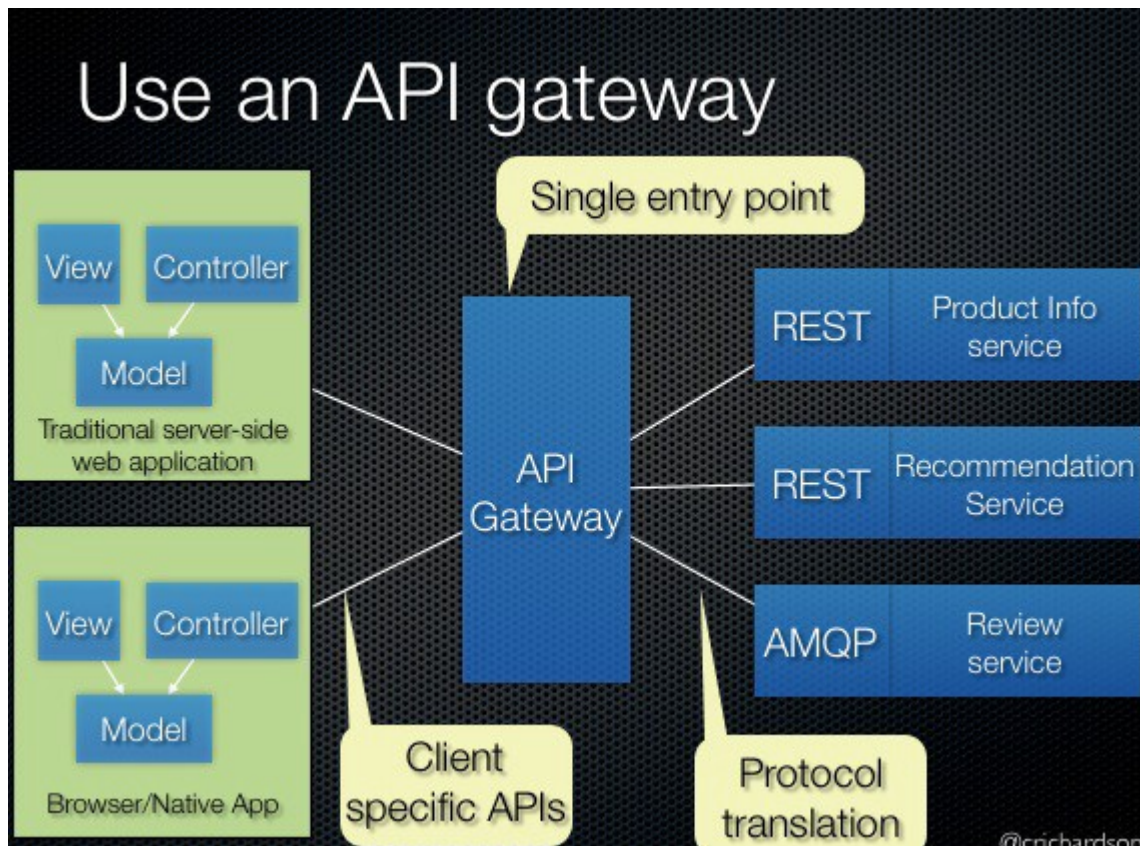 Use an API gateway
Single entry point
View
Controller
Model
Traditional server-side
web application
View
Controller
Model
Browser/Native App
API
Gateway
Client
specific APIs
Protocol
translation
REST
Product Info
service
REST
Recommendation
Service
AMQP
Review
service
@crichardson